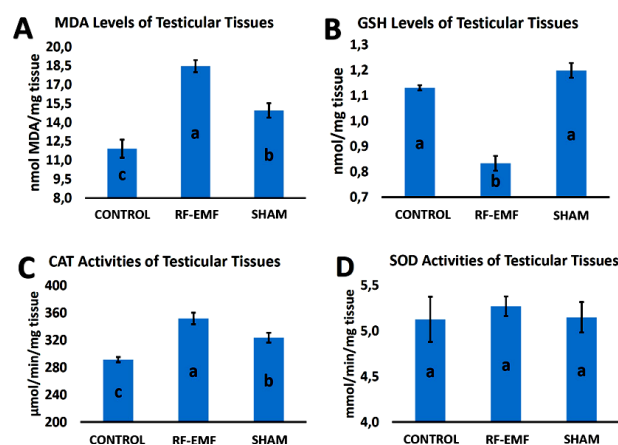 A
MDA Levels of Testicular Tissues
nmol MDA/mg tissue
20,0
18,5
17,0
15,5
14,0
12,5
11,0
9,5
8,0
c
a
b
CONTROL
RF-EMF
SHAM
B
GSH Levels of Testicular Tissues
nmol/mg tissue
1,3
1,2
1,1
1,0
0,9
0,8
0,7
a
b
a
CONTROL
RF-EMF
SHAM
C
CAT Activities of Testicular Tissues
µmol/min/mg tissue
400
360
320
280
240
200
c
a
b
CONTROL
RF-EMF
SHAM
D
SOD Activities of Testicular Tissues
mmol/min/mg tissue
5,5
5,0
4,5
4,0
a
a
a
CONTROL
RF-EMF
SHAM